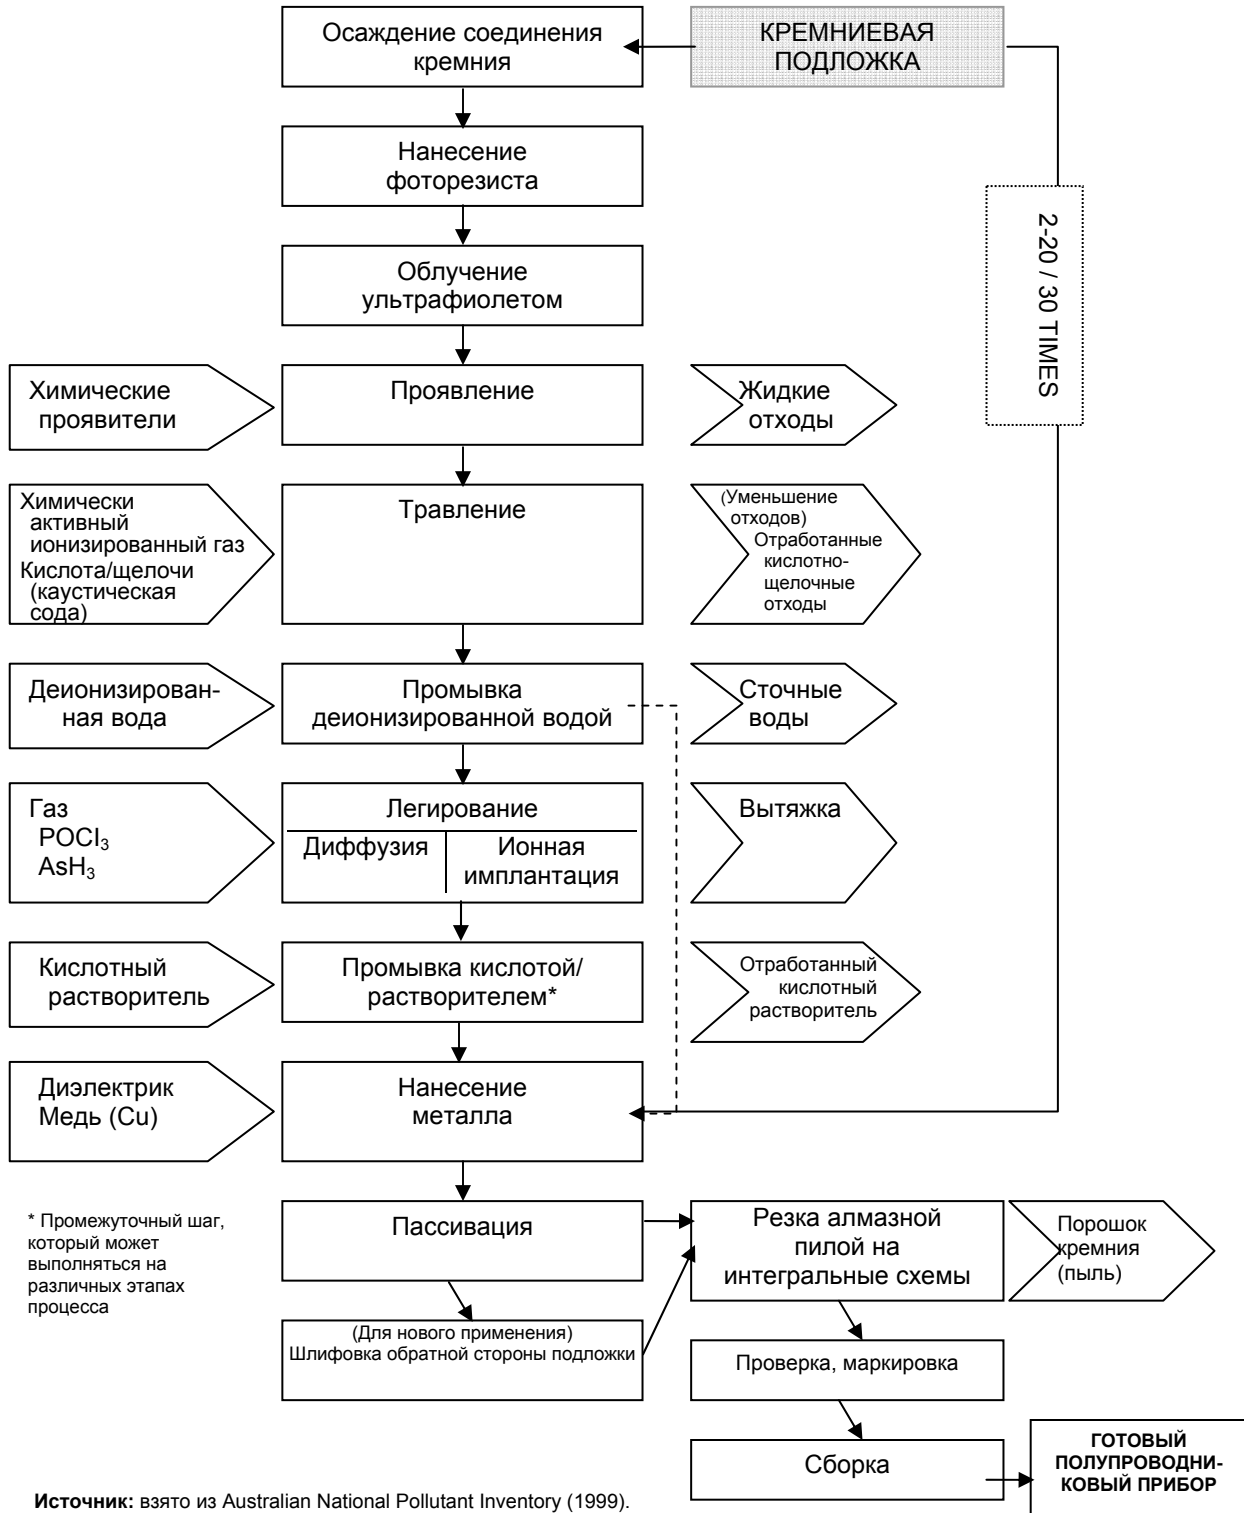 Осаждение соединения
кремния
КРЕМНИЕВАЯ
ПОДЛОЖКА
Нанесение
фоторезиста
2-20 / 30 TIMES
Облучение
ультрафиолетом
Химические
проявители
Проявление
Жидкие
отходы
Химически
активный
ионизированный газ
Кислота/щелочи
(каустическая
сода)
Травление
(Уменьшение
отходов)
Отработанные
кислотно-
щелочные
отходы
Деионизирован-
ная вода
Промывка
деионизированной водой
Сточные
воды
Газ
POCl₃
AsH₃
Легирование
Диффузия
Ионная
имплантация
Вытяжка
Кислотный
растворитель
Промывка кислотой/
растворителем*
Отработанный
кислотный
растворитель
Диэлектрик
Медь (Cu)
Нанесение
металла
* Промежуточный шаг,
который может
выполняться на
различных этапах
процесса
Пассивация
Резка алмазной
пилой на
интегральные схемы
Порошок
кремния
(пыль)
(Для нового применения)
Шлифовка обратной стороны подложки
Проверка, маркировка
Сборка
ГОТОВЫЙ
ПОЛУПРОВОДНИ-
КОВЫЙ ПРИБОР
Источник: взято из Australian National Pollutant Inventory (1999).